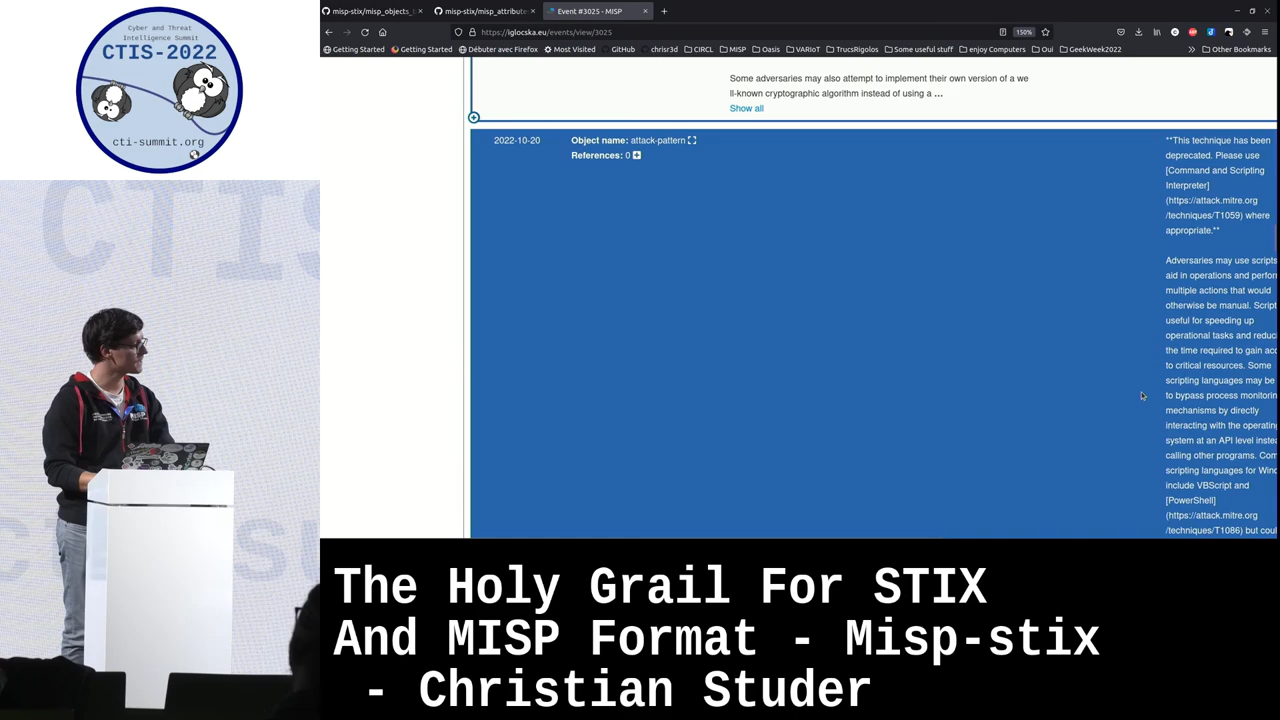 Cyber and Threat
Intelligence Summit
CTIS-2022
cti-summit.org
misp-stix/misp_objects_
misp-stix/misp_attribute
Event #3025 - MISP
https://iglocska.eu/events/view/3025
150%
Getting Started
Getting Started
Débuter avec Firefox
Most Visited
GitHub
chris3d
CIRCL
MISP
Oasis
VARIoT
TrucsRigolos
Some useful stuff
enjoy Computers
Oui
GeekWeek2022
Other Bookmarks
Some adversaries may also attempt to implement their own version of a we
ll-known cryptographic algorithm instead of using a ...
Show all
2022-10-20
Object name: attack-pattern
References: 0
**This technique has been
deprecated. Please use
[Command and Scripting
Interpreter]
(https://attack.mitre.org
/techniques/T1059) where
appropriate.**
Adversaries may use scripts
aid in operations and perfor
multiple actions that would
otherwise be manual. Script
useful for speeding up
operational tasks and reduc
the time required to gain acc
to critical resources. Some
scripting languages may be
to bypass process monitorin
mechanisms by directly
interacting with the operating
system at an API level instea
calling other programs. Com
scripting languages for Wind
include VBScript and
[PowerShell]
(https://attack.mitre.org
/techniques/T1086) but coul
CTIS
MISP
The Holy Grail For STIX
And MISP Format - Misp-stix
- Christian Studer